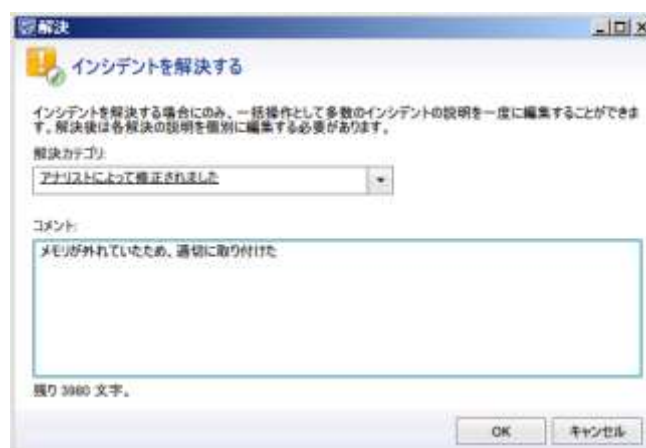 解決
インシデントを解決する
インシデントを解決する場合にのみ、一括操作として多数のインシデントの説明を一度に編集することができま
す。解決後は各解決の説明を個別に編集する必要があります。
解決カテゴリ:
アナリストによって修正されました
コメント:
メモリが外れていたため、適切に取り付けた
残り 3980 文字。
OK
キャンセル